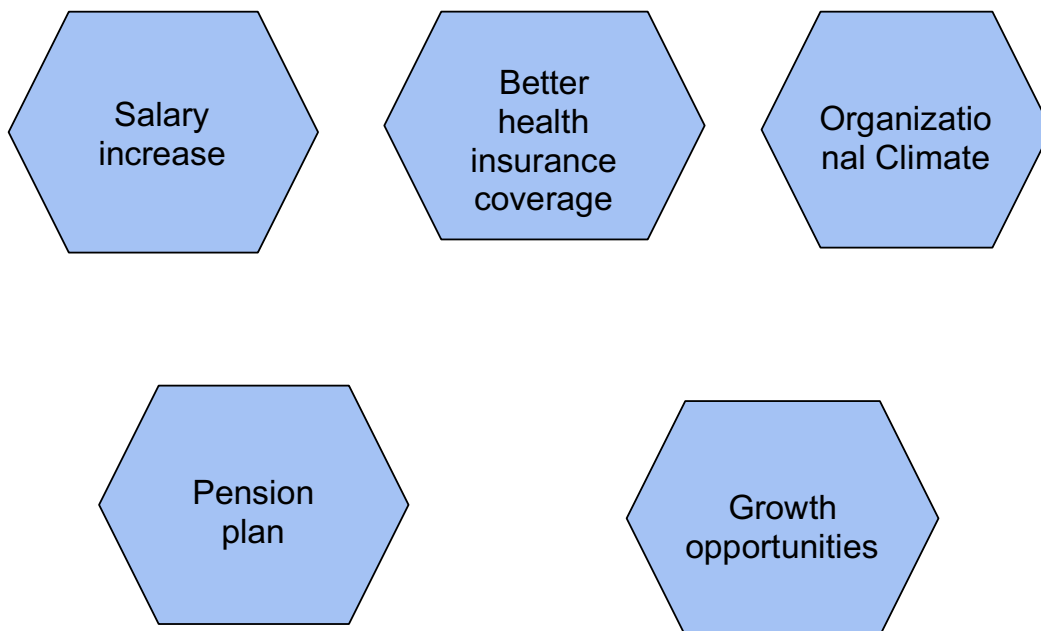 Salary
increase
Better
health
insurance
coverage
Organizatio
nal Climate
Pension
plan
Growth
opportunities